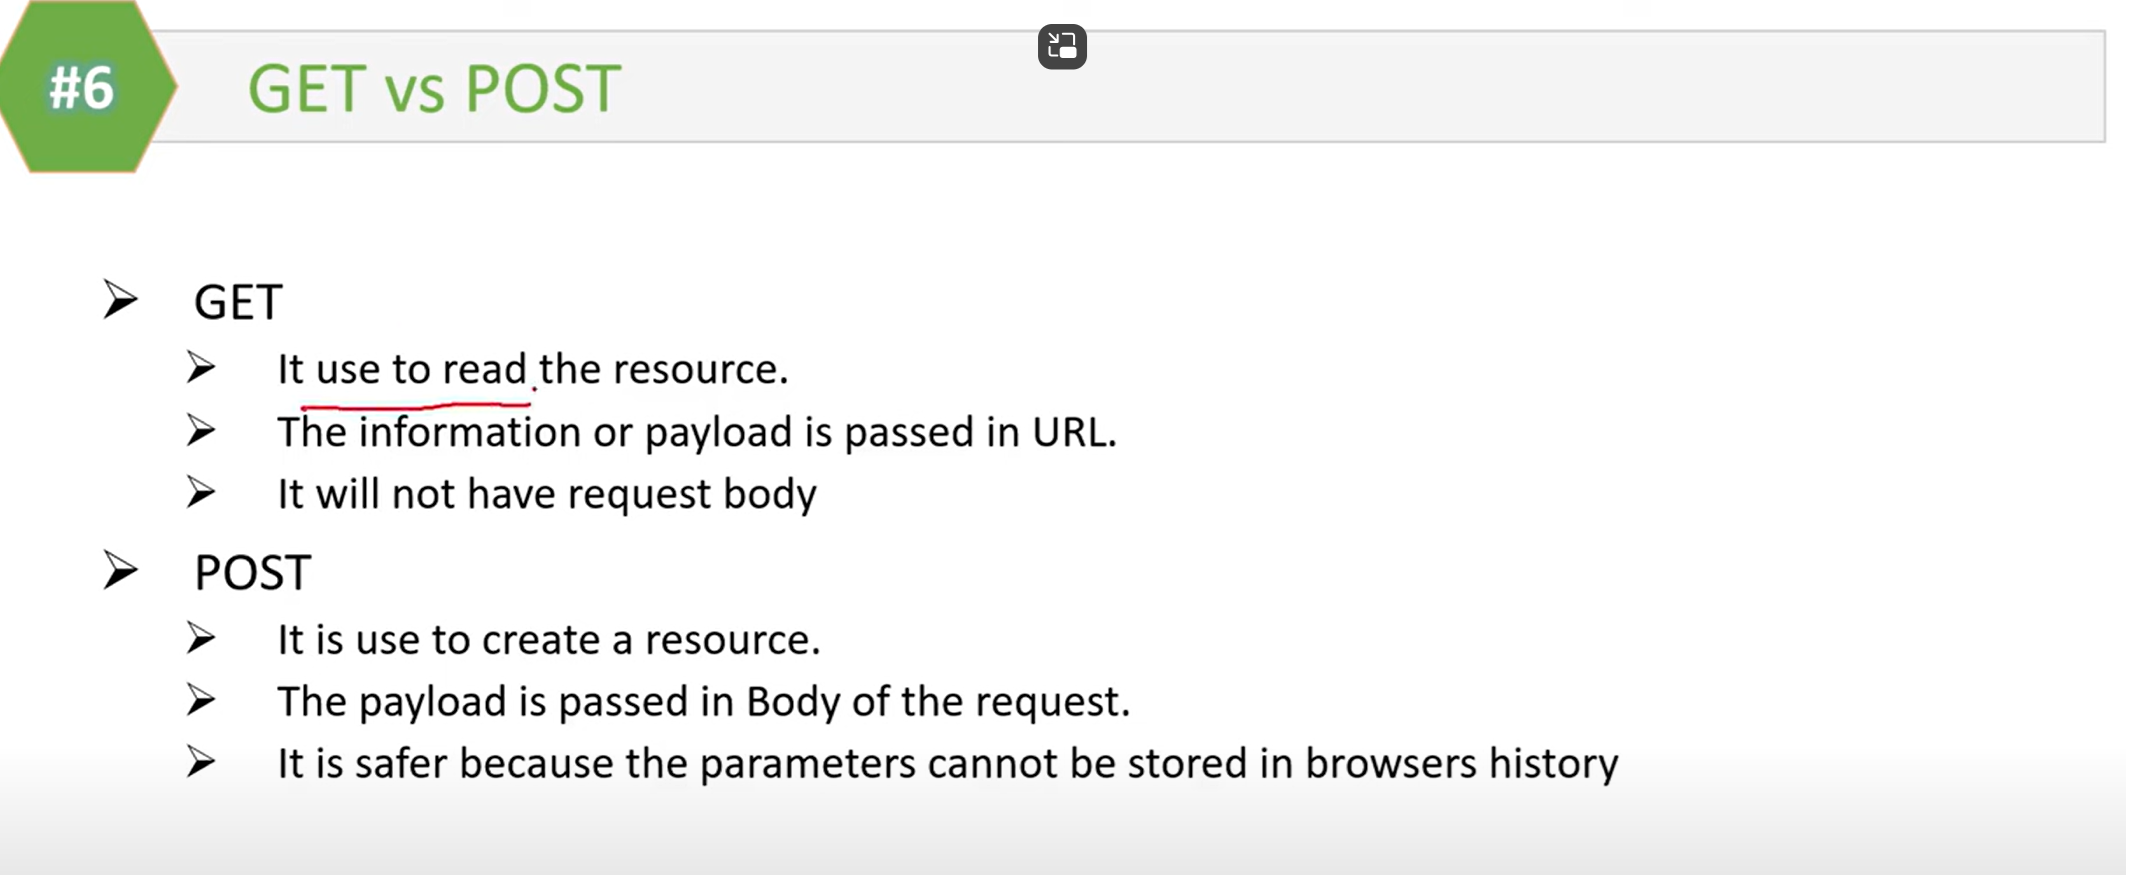 #6
GET vs POST
GET
It use to read the resource.
The information or payload is passed in URL.
It will not have request body
POST
It is use to create a resource.
The payload is passed in Body of the request.
It is safer because the parameters cannot be stored in browsers history